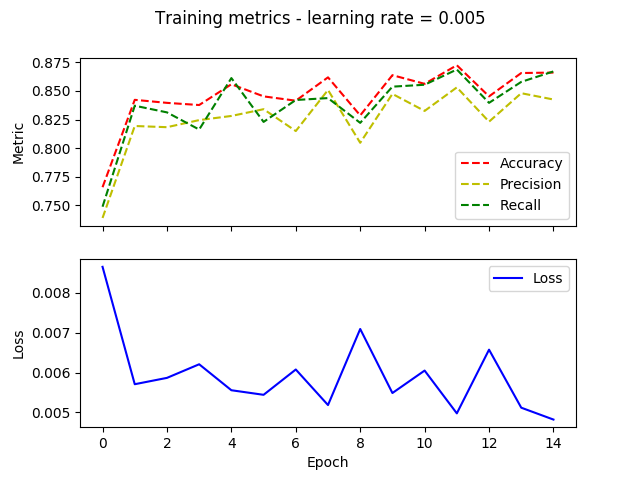 Training metrics - learning rate = 0.005
0.875
0.850
0.825
0.800
0.775
0.750
Metric
Accuracy
Precision
Recall
0.008
0.007
0.006
0.005
Loss
Loss
0 2 4 6 8 10 12 14
Epoch